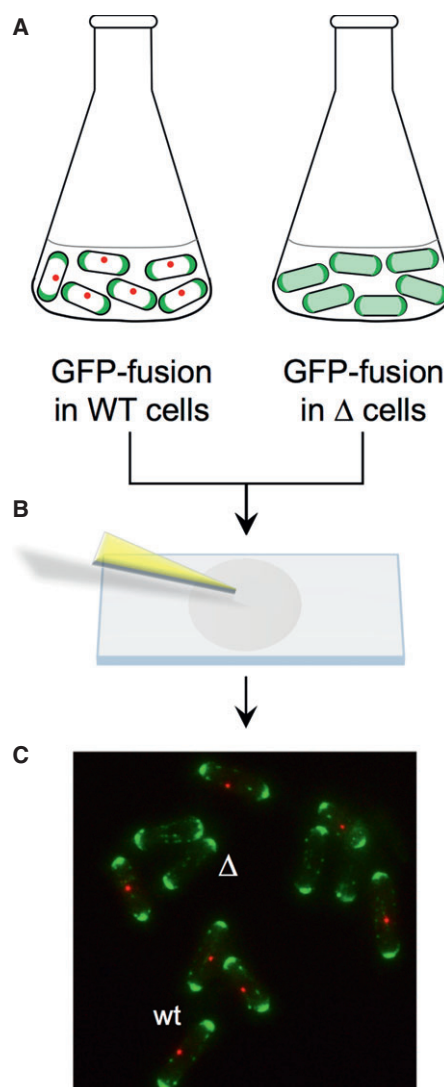 A
GFP-fusion
in WT cells
GFP-fusion
in Δ cells
B
C
Δ
wt